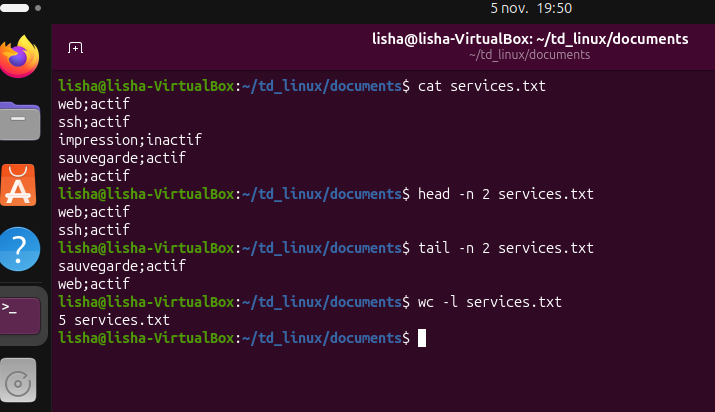 5 nov. 19:50
lisha@lisha-VirtualBox: ~/td_linux/documents
~/td_linux/documents
lisha@lisha-VirtualBox:~/td_linux/documents$ cat services.txt
web;actif
ssh;actif
impression;inactif
sauvegarde;actif
web;actif
lisha@lisha-VirtualBox:~/td_linux/documents$ head -n 2 services.txt
web;actif
ssh;actif
lisha@lisha-VirtualBox:~/td_linux/documents$ tail -n 2 services.txt
sauvegarde;actif
web;actif
lisha@lisha-VirtualBox:~/td_linux/documents$ wc -l services.txt
5 services.txt
lisha@lisha-VirtualBox:~/td_linux/documents$